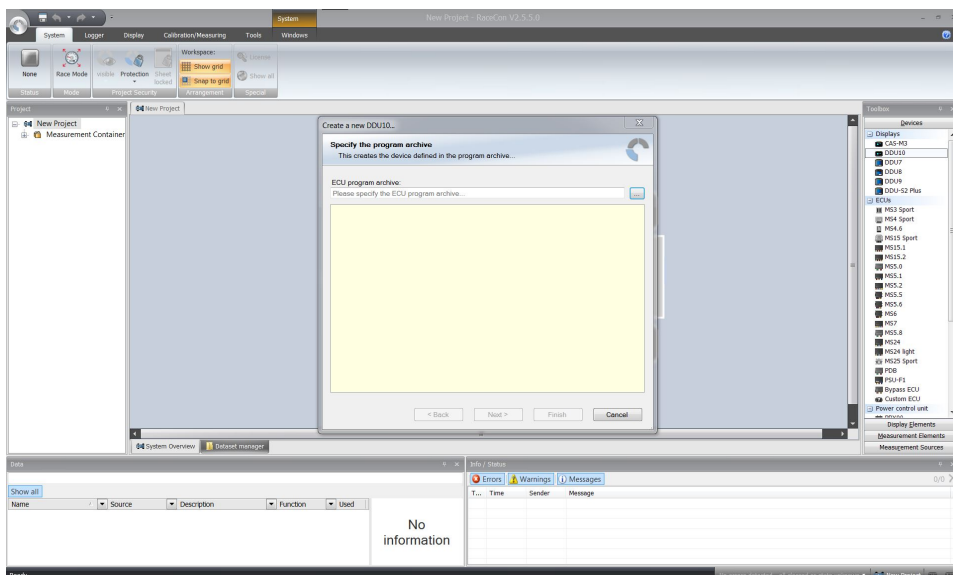 System
New Project - RaceCon V2.5.5.0
System
Logger
Display
Calibration/Measuring
Tools
Windows
None
Race Mode
visible
Protection
Sheet locked
Workspace:
Show grid
Snap to grid
License
Show all
Status
Mode
Project Security
Arrangement
Special
Project
New Project
Measurement Container
New Project
Create a new DDU10...
Specify the program archive
This creates the device defined in the program archive...
ECU program archive:
Please specify the ECU program archive...
...
< Back
Next >
Finish
Cancel
System Overview
Dataset manager
Toolbox
Devices
Displays
CAS-M3
DDU10
DDU7
DDU8
DDU9
DDU-S2 Plus
ECUs
MS3 Sport
MS4 Sport
MS4.6
MS15 Sport
MS15.1
MS15.2
MS5.0
MS5.1
MS5.2
MS5.5
MS5.6
MS6
MS7
MS5.8
MS24
MS24 light
MS25 Sport
PDB
PSU-F1
Bypass ECU
Custom ECU
Power control unit
Display Elements
Measurement Elements
Measurement Sources
Data
Show all
Name
Source
Description
Function
Used
No
information
Info / Status
Errors
Warnings
Messages
0/0
T...
Time
Sender
Message
Ready
New Project